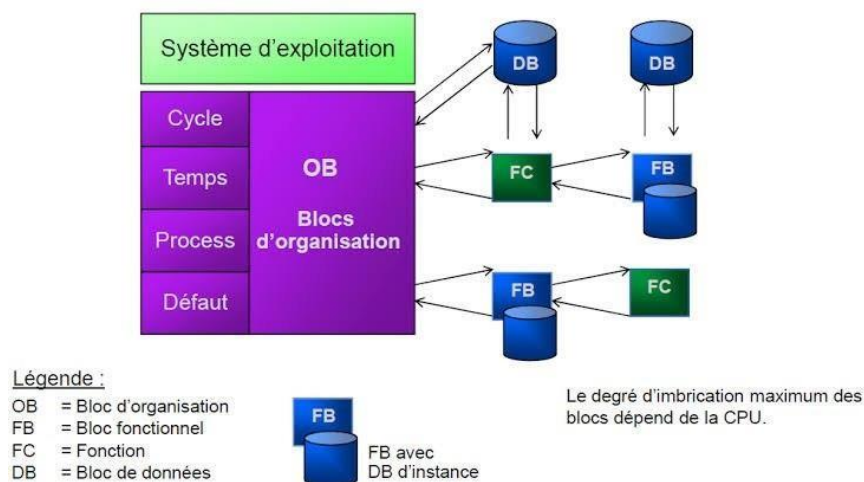 Système d'exploitation
DB
DB
Cycle
Temps
OB
FC
FB
Blocs
d'organisation
Process
Défaut
FB
FC
Légende :
OB = Bloc d'organisation
FB = Bloc fonctionnel
FC = Fonction
DB = Bloc de données
FB
FB avec
DB d'instance
Le degré d'imbrication maximum des
blocs dépend de la CPU.